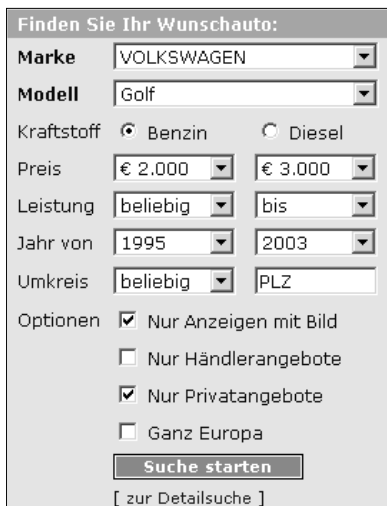 Finden Sie Ihr Wunschauto:
Marke VOLKSWAGEN
Modell Golf
Kraftstoff Benzin Diesel
Preis € 2.000 € 3.000
Leistung beliebig bis
Jahr von 1995 2003
Umkreis beliebig PLZ
Optionen Nur Anzeigen mit Bild
Nur Händlerangebote
Nur Privatangebote
Ganz Europa
Suche starten
[ zur Detailsuche ]